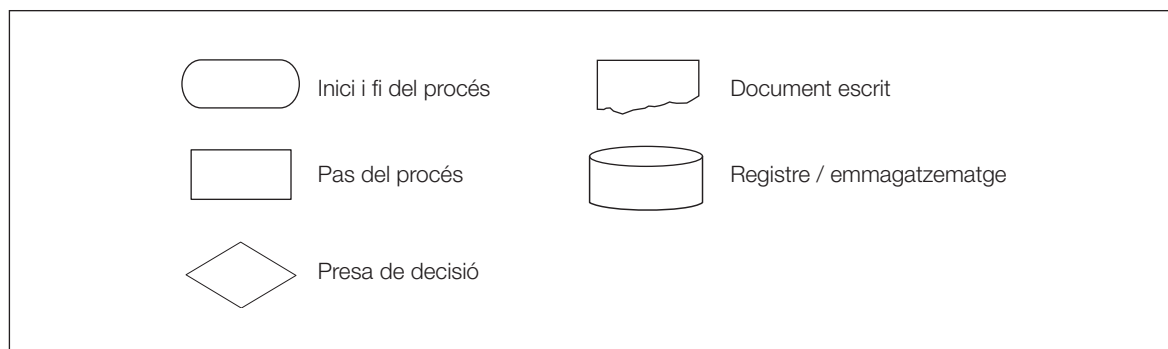 Inici i fi del procés
Document escrit
Pas del procés
Registre / emmagatzematge
Presa de decisió